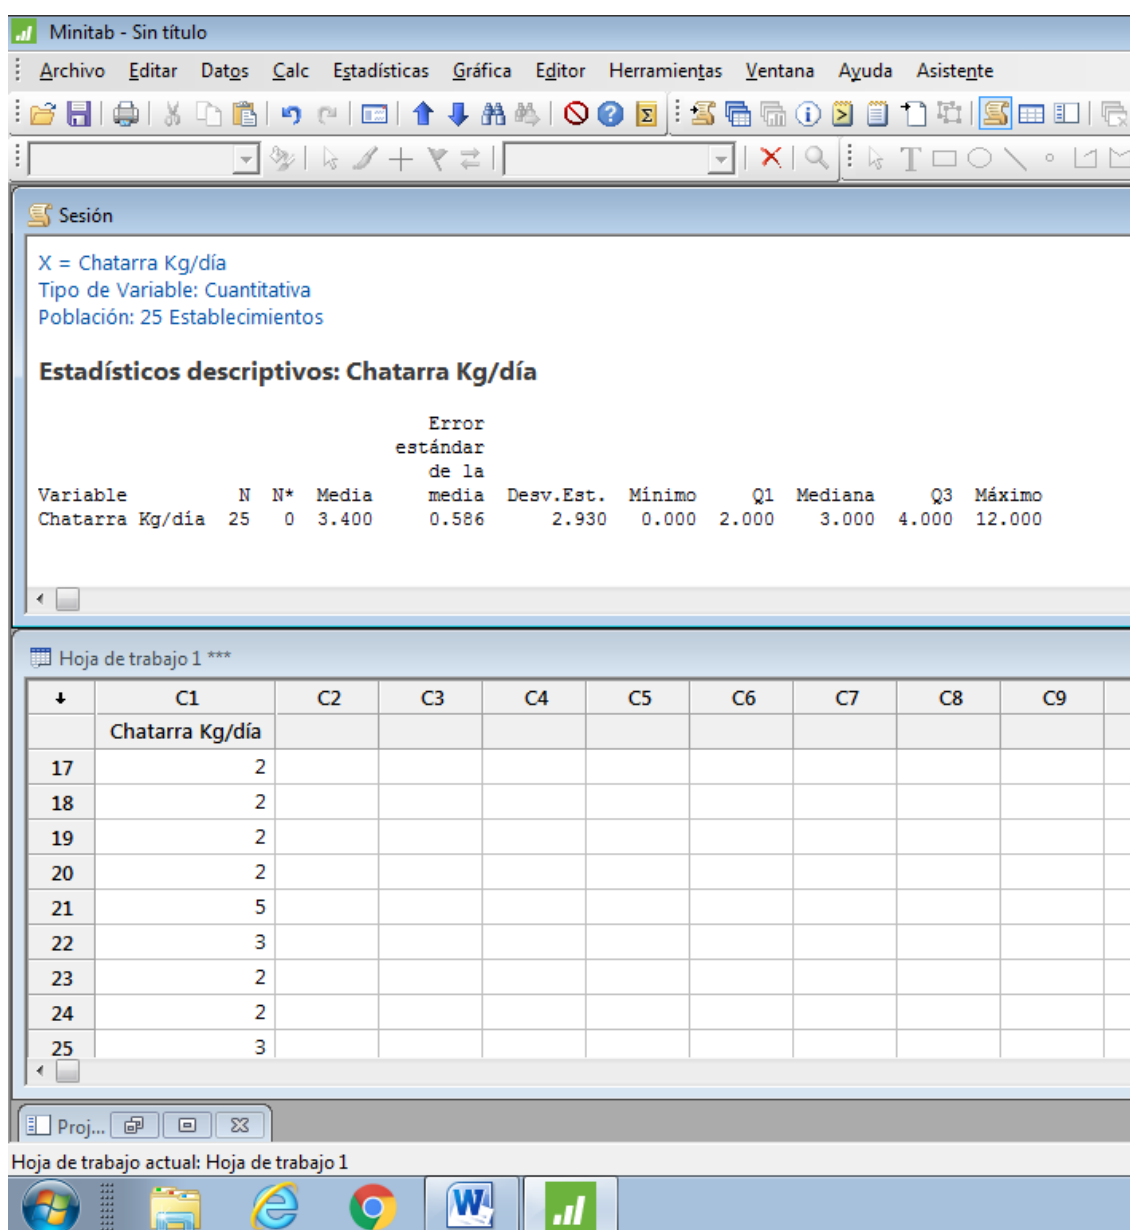 Minitab - Sin título
Archivo Editar Datos Calc Estadísticas Gráfica Editor Herramientas Ventana Ayuda Asistente
Sesión
X = Chatarra Kg/día
Tipo de Variable: Cuantitativa
Población: 25 Establecimientos
Estadísticos descriptivos: Chatarra Kg/día
Error
estándar
de la
Variable N N* Media media Desv.Est. Mínimo Q1 Mediana Q3 Máximo
Chatarra Kg/día 25 0 3.400 0.586 2.930 0.000 2.000 3.000 4.000 12.000
Hoja de trabajo 1 ***
C1 C2 C3 C4 C5 C6 C7 C8 C9
Chatarra Kg/día
17 2
18 2
19 2
20 2
21 5
22 3
23 2
24 2
25 3
Proj...
Hoja de trabajo actual: Hoja de trabajo 1